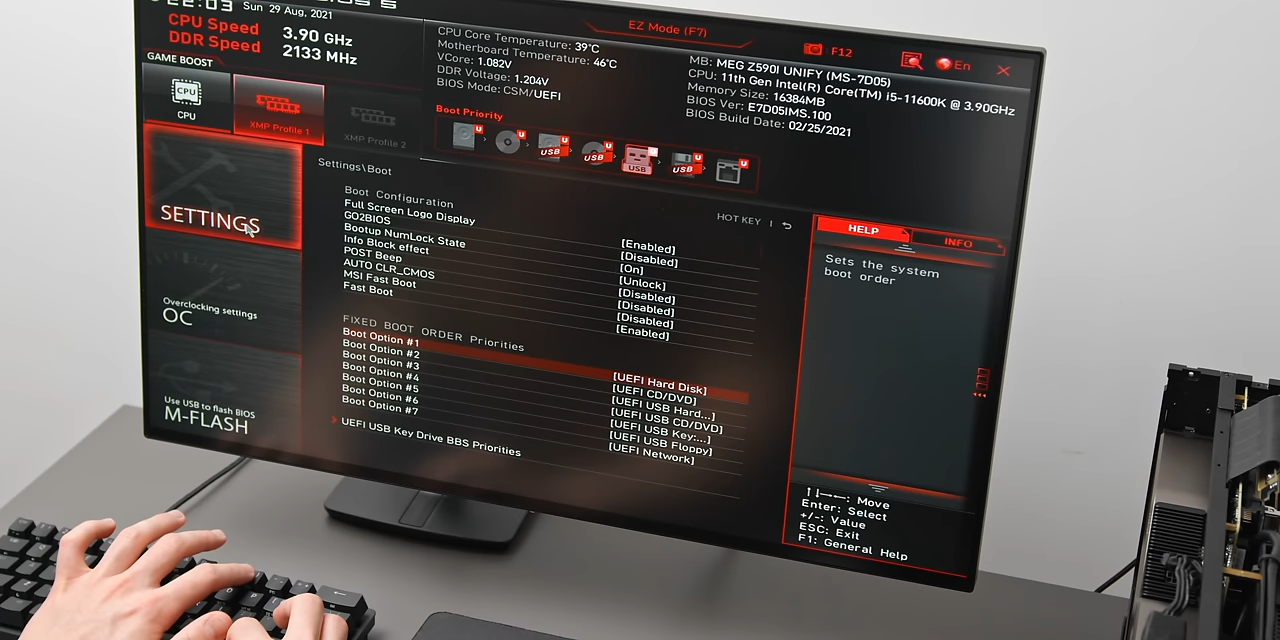 Sun 29 Aug, 2021
CPU Speed 3.90 GHz
DDR Speed 2133 MHz
GAME BOOST
CPU
XMP Profile 1
XMP Profile 2
CPU Core Temperature: 39°C
Motherboard Temperature: 46°C
VCore: 1.082V
DDR Voltage: 1.204V
BIOS Mode: CSM/UEFI
EZ Mode (F7)
F12
En
MB: MEG Z590I UNIFY (MS-7D05)
CPU: 11th Gen Intel(R) Core(TM) i5-11600K @ 3.90GHz
Memory Size: 16384MB
BIOS Ver: E7D05IMS.100
BIOS Build Date: 02/25/2021
Boot Priority
U
U
USB U
USB U
USB
USB U
U
SETTINGS
Overclocking settings
OC
Use USB to flash BIOS
M-FLASH
Settings\Boot
HOT KEY
Boot Configuration
Full Screen Logo Display [Enabled]
GO2BIOS [Disabled]
Bootup NumLock State [On]
Info Block effect [Unlock]
POST Beep [Disabled]
AUTO CLR_CMOS [Disabled]
MSI Fast Boot [Disabled]
Fast Boot [Enabled]
FIXED BOOT ORDER Priorities
Boot Option #1 [UEFI Hard Disk]
Boot Option #2 [UEFI CD/DVD]
Boot Option #3 [UEFI USB Hard...]
Boot Option #4 [UEFI USB CD/DVD]
Boot Option #5 [UEFI USB Key:...]
Boot Option #6 [UEFI USB Floppy]
Boot Option #7 [UEFI Network]
UEFI USB Key Drive BBS Priorities
HELP
INFO
Sets the system
boot order
↑↓→←: Move
Enter: Select
+/-: Value
ESC: Exit
F1: General Help